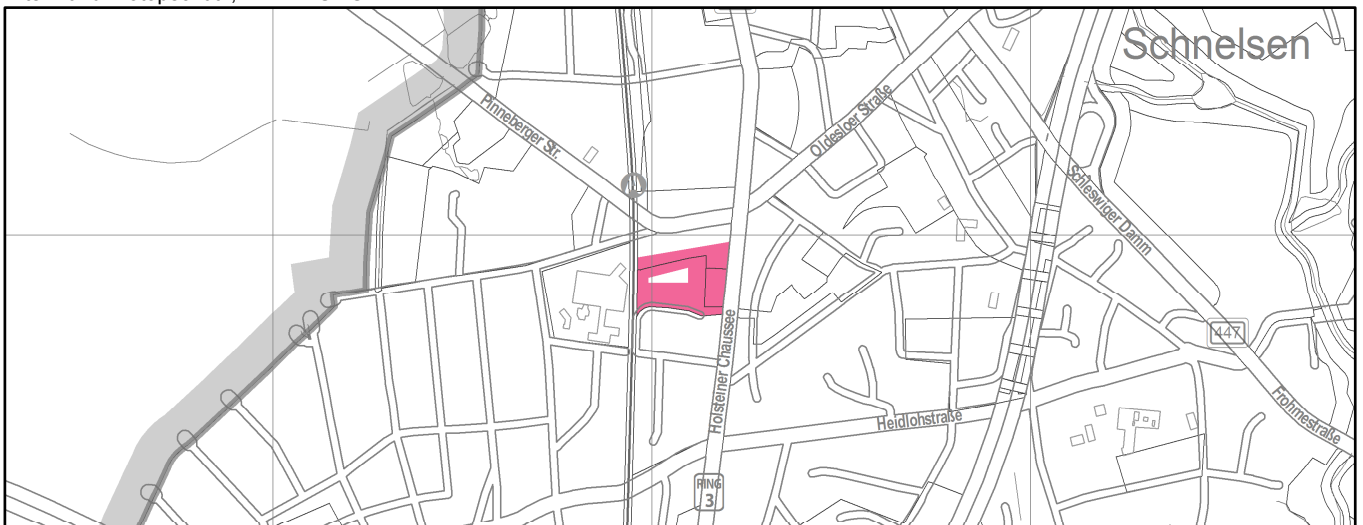 Schnelsen
Pinneberger Str.
Oldesloer Straße
Schleswiger Damm
447
Holsteiner Chaussee
Heidlohstraße
Frohmestraße
RING
3